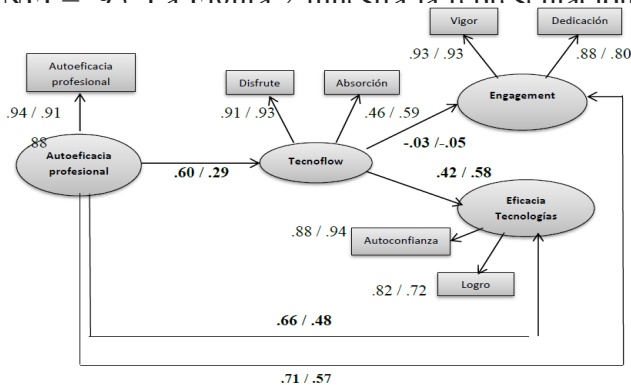 Vigor
Dedicación
.93 / .93
.88 / .80
Autoeficacia
profesional
Disfrute
Absorción
Engagement
.94 / .91
.91 / .93
.46 / .59
88
-.03 /-.05
Autoeficacia
profesional
.60 / .29
Tecnoflow
.42 / .58
Eficacia
Tecnologías
.88 / .94
Autoconfianza
.82 / .72
Logro
.66 / .48
.71 / .57